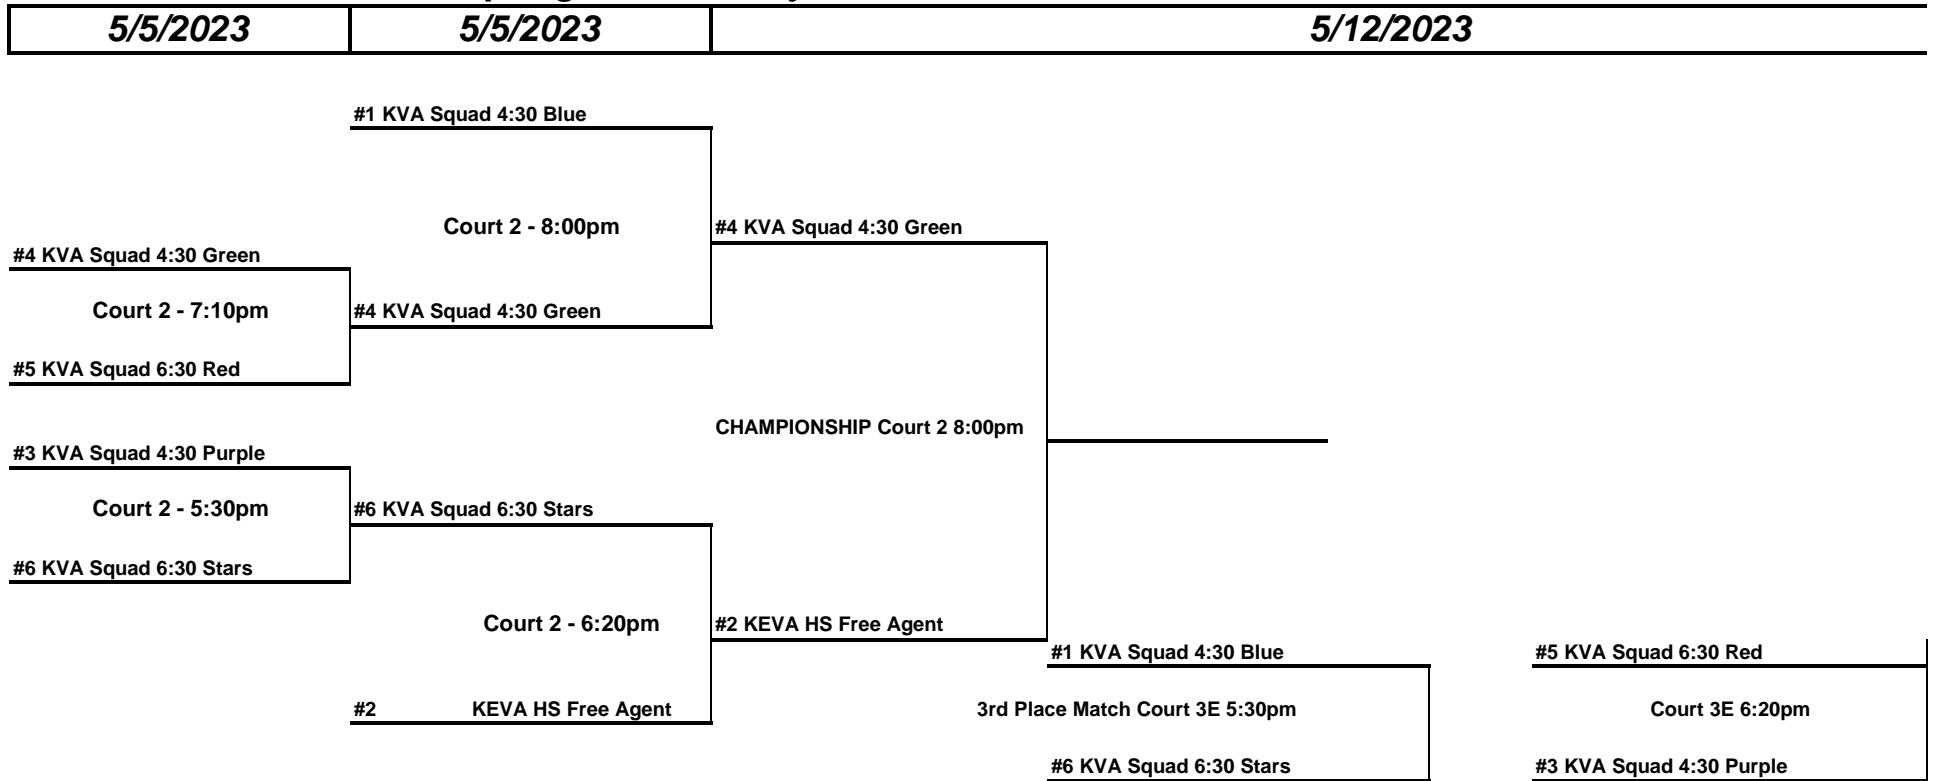 5/5/2023 5/5/2023 5/12/2023
#1 KVA Squad 4:30 Blue
Court 2 - 8:00pm
#4 KVA Squad 4:30 Green
#4 KVA Squad 4:30 Green
Court 2 - 7:10pm
#4 KVA Squad 4:30 Green
#5 KVA Squad 6:30 Red
CHAMPIONSHIP Court 2 8:00pm
#3 KVA Squad 4:30 Purple
Court 2 - 5:30pm
#6 KVA Squad 6:30 Stars
#6 KVA Squad 6:30 Stars
Court 2 - 6:20pm
#2 KEVA HS Free Agent
#1 KVA Squad 4:30 Blue
#5 KVA Squad 6:30 Red
#2 KEVA HS Free Agent
3rd Place Match Court 3E 5:30pm
Court 3E 6:20pm
#6 KVA Squad 6:30 Stars
#3 KVA Squad 4:30 Purple